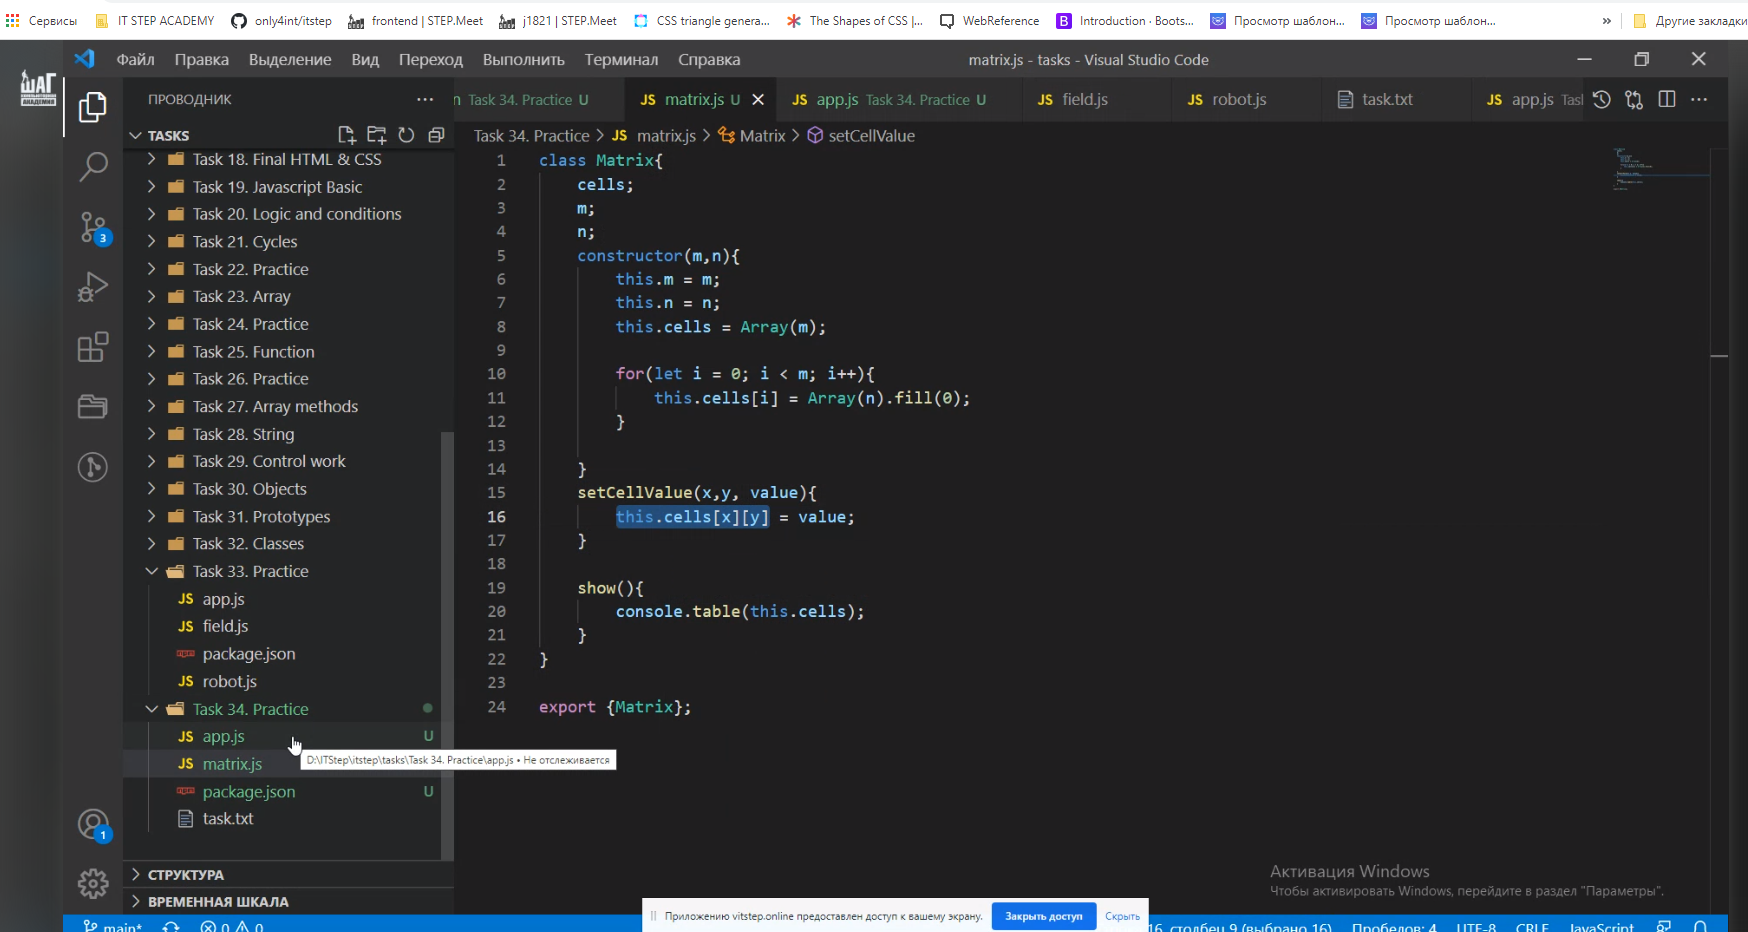 Сервисы
IT STEP ACADEMY
only4int/itstep
frontend | STEP.Meet
j1821 | STEP.Meet
CSS triangle genera...
The Shapes of CSS |...
WebReference
Introduction · Boots...
Просмотр шаблон...
Просмотр шаблон...
»
Другие закладки
ШАГ
КОМПЬЮТЕРНАЯ
АКАДЕМИЯ
Файл Правка Выделение Вид Переход Выполнить Терминал Справка
matrix.js - tasks - Visual Studio Code
ПРОВОДНИК
n Task 34. Practice U
JS matrix.js U
JS app.js Task 34. Practice U
JS field.js
JS robot.js
task.txt
JS app.js Tas
TASKS
Task 34. Practice > JS matrix.js > Matrix > setCellValue
Task 18. Final HTML & CSS
Task 19. Javascript Basic
Task 20. Logic and conditions
Task 21. Cycles
Task 22. Practice
Task 23. Array
Task 24. Practice
Task 25. Function
Task 26. Practice
Task 27. Array methods
Task 28. String
Task 29. Control work
Task 30. Objects
Task 31. Prototypes
Task 32. Classes
Task 33. Practice
JS app.js
JS field.js
package.json
JS robot.js
Task 34. Practice
JS app.js U
JS matrix.js
package.json U
task.txt
D:\ITStep\itstep\tasks\Task 34. Practice\app.js • Не отслеживается
СТРУКТУРА
ВРЕМЕННАЯ ШКАЛА
3
1
1 class Matrix{
2 cells;
3 m;
4 n;
5 constructor(m,n){
6 this.m = m;
7 this.n = n;
8 this.cells = Array(m);
9
10 for(let i = 0; i < m; i++){
11 this.cells[i] = Array(n).fill(0);
12 }
13
14 }
15 setCellValue(x,y, value){
16 this.cells[x][y] = value;
17 }
18
19 show(){
20 console.table(this.cells);
21 }
22 }
23
24 export {Matrix};
Активация Windows
Чтобы активировать Windows, перейдите в раздел "Параметры".
Приложению vitstep.online предоставлен доступ к вашему экрану.
Закрыть доступ
Скрыть
main* 0 0
16, столбец 9 (выбрано 16) Пробелов: 4 UTF-8 CRLF JavaScript